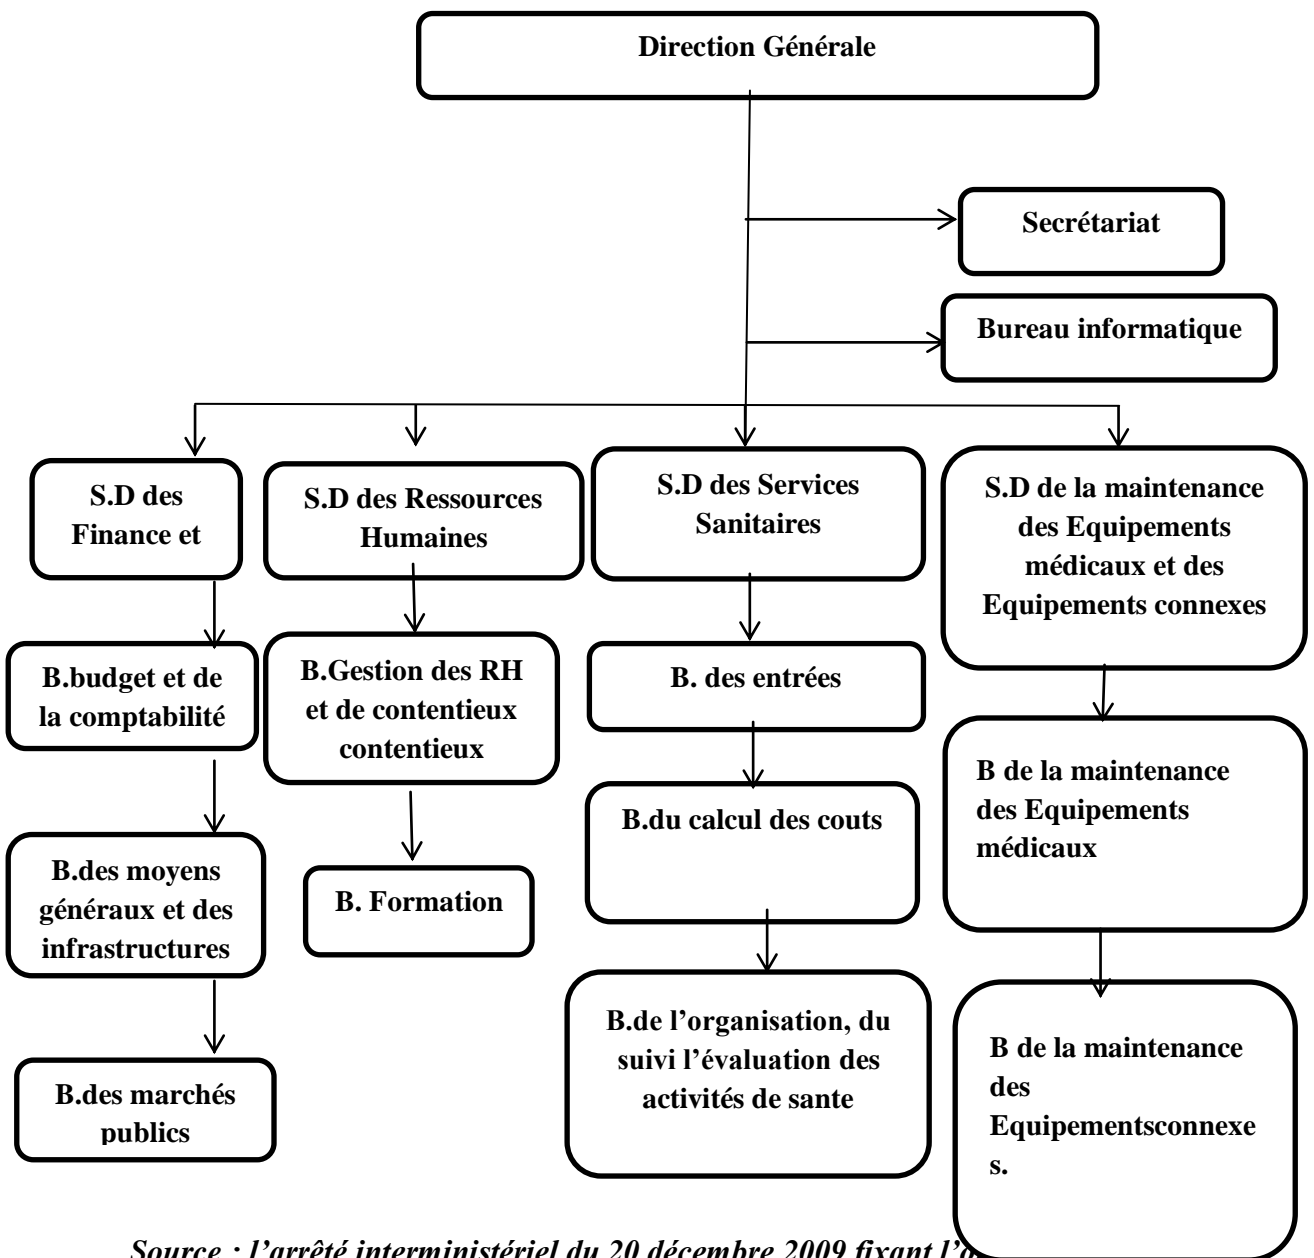 Direction Générale
Secrétariat
Bureau informatique
S.D des
Finance et
S.D des Ressources
Humaines
S.D des Services
Sanitaires
S.D de la maintenance
des Equipements
médicaux et des
Equipements connexes
B.budget et de
la comptabilité
B.Gestion des RH
et de contentieux
contentieux
B. des entrées
B de la maintenance
des Equipements
médicaux
B.des moyens
généraux et des
infrastructures
B. Formation
B.du calcul des couts
B.de l’organisation, du
suivi l’évaluation des
activités de sante
B de la maintenance
des
Equipementsconnexe
s.
B.des marchés
publics
Source : l’arrêté interministériel du 20 décembre 2009 fixant